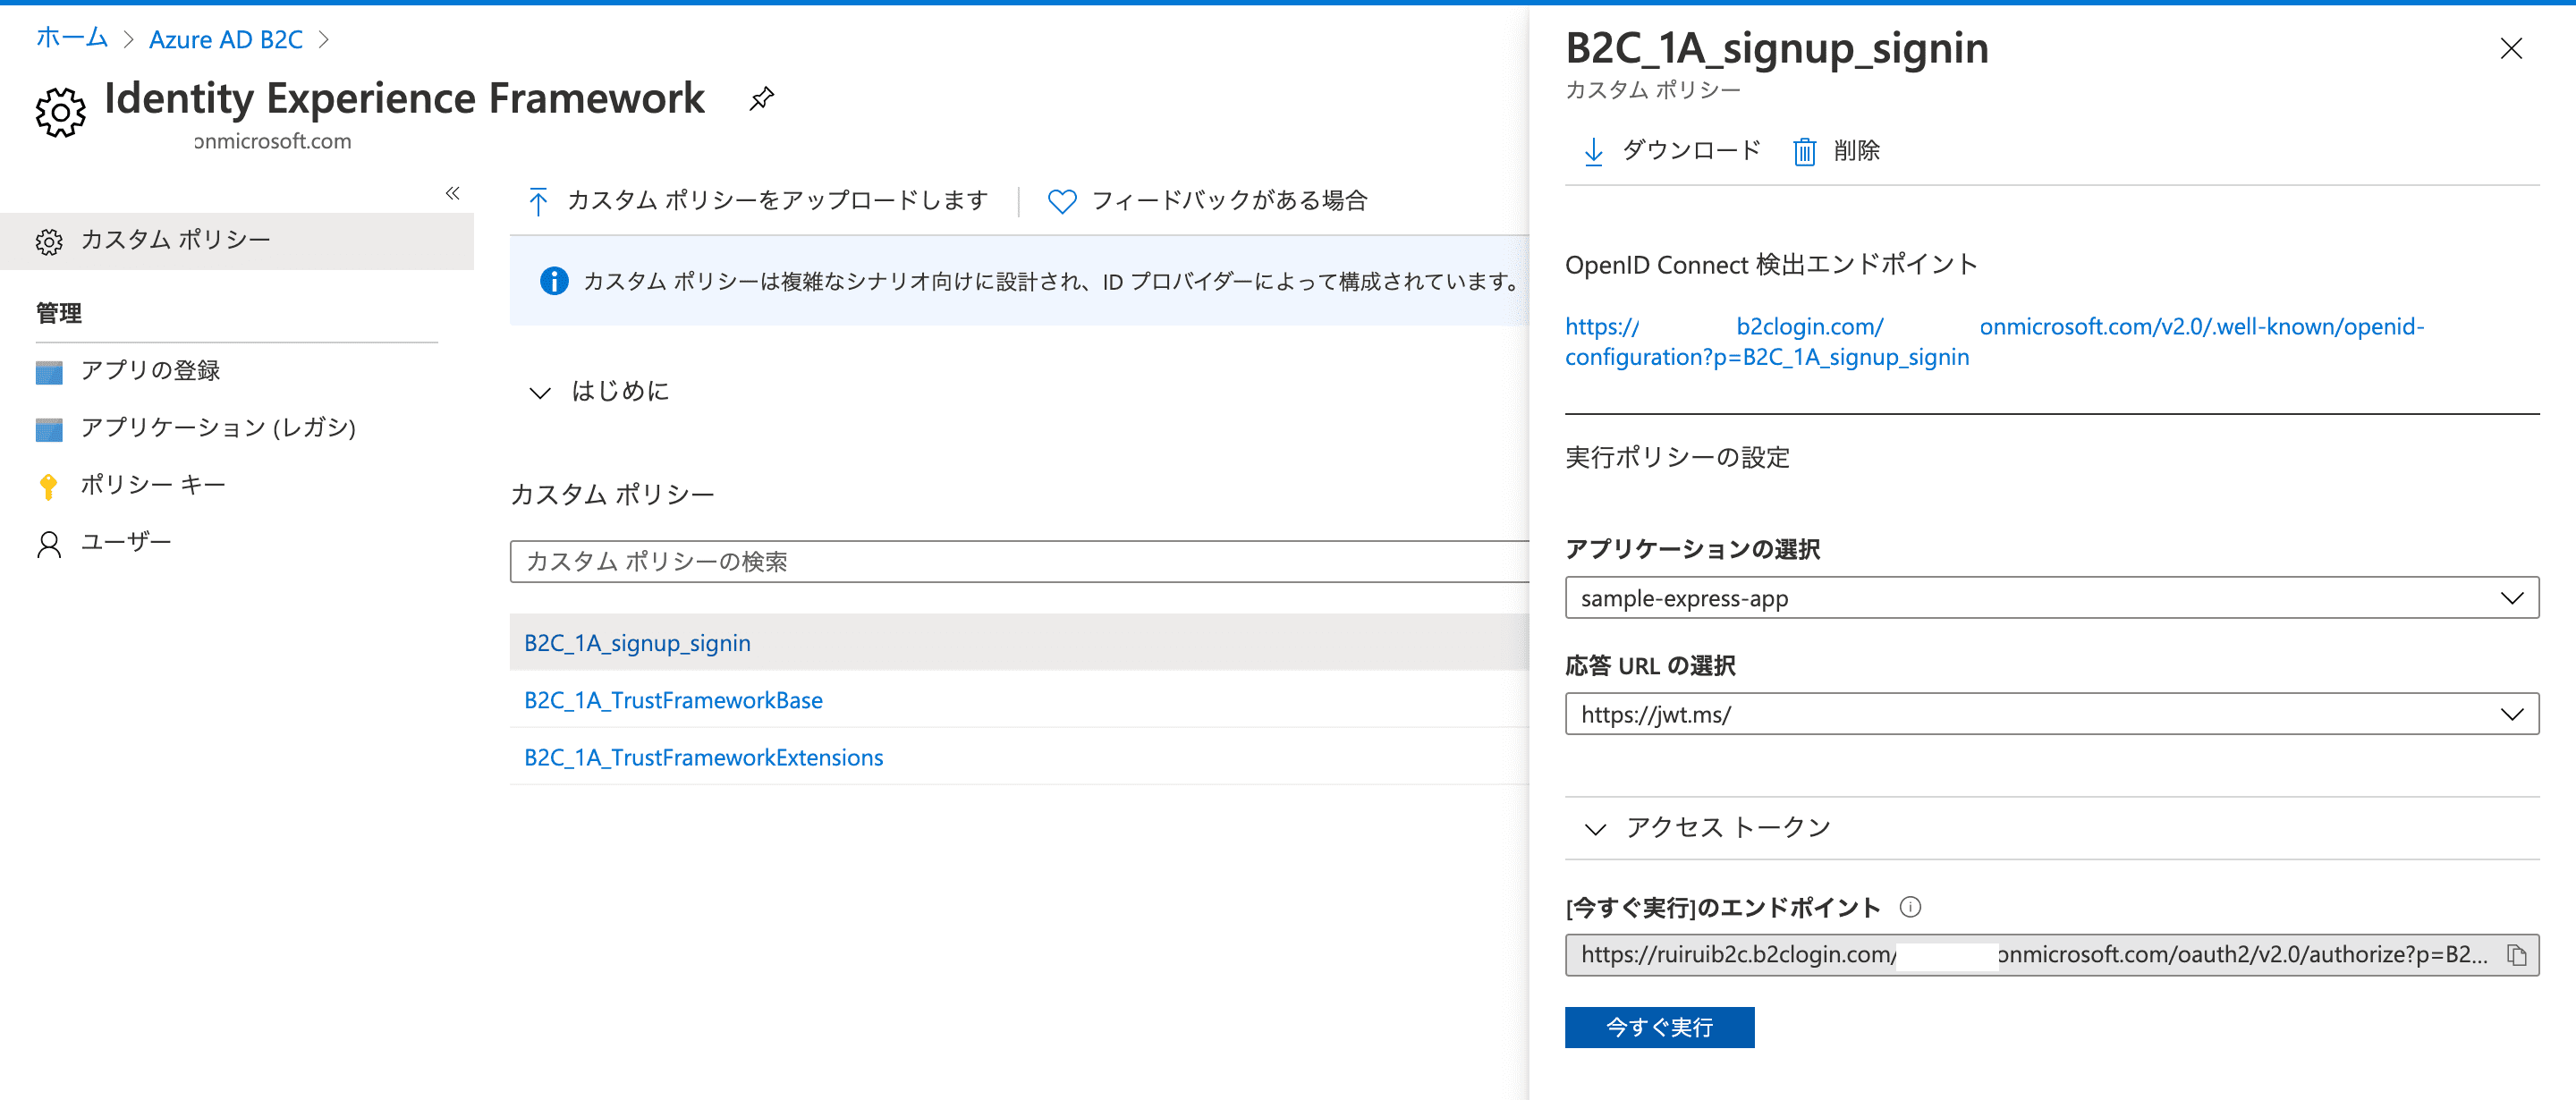 ホーム > Azure AD B2C >
Identity Experience Framework
onmicrosoft.com
«
カスタム ポリシー
管理
アプリの登録
アプリケーション (レガシ)
ポリシー キー
ユーザー
カスタム ポリシーをアップロードします
フィードバックがある場合
カスタム ポリシーは複雑なシナリオ向けに設計され、ID プロバイダーによって構成されています。
はじめに
カスタム ポリシー
カスタム ポリシーの検索
B2C_1A_signup_signin
B2C_1A_TrustFrameworkBase
B2C_1A_TrustFrameworkExtensions
B2C_1A_signup_signin
カスタム ポリシー
ダウンロード
削除
OpenID Connect 検出エンドポイント
https:// b2clogin.com/ onmicrosoft.com/v2.0/.well-known/openid-
configuration?p=B2C_1A_signup_signin
実行ポリシーの設定
アプリケーションの選択
sample-express-app
応答 URL の選択
https://jwt.ms/
アクセス トークン
[今すぐ実行]のエンドポイント
https://ruiruib2c.b2clogin.com/ onmicrosoft.com/oauth2/v2.0/authorize?p=B2...
今すぐ実行